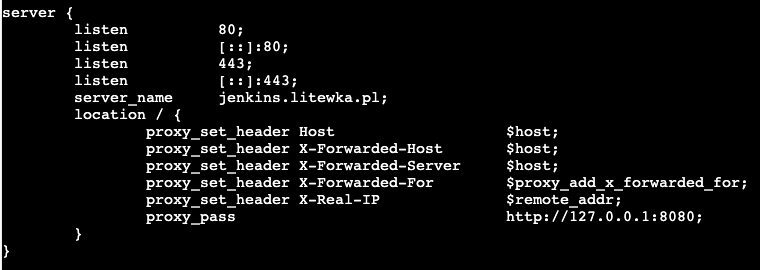 server {
listen 80;
listen [::]:80;
listen 443;
listen [::]:443;
server_name jenkins.litewka.pl;
location / {
proxy_set_header Host $host;
proxy_set_header X-Forwarded-Host $host;
proxy_set_header X-Forwarded-Server $host;
proxy_set_header X-Forwarded-For $proxy_add_x_forwarded_for;
proxy_set_header X-Real-IP $remote_addr;
proxy_pass http://127.0.0.1:8080;
}
}